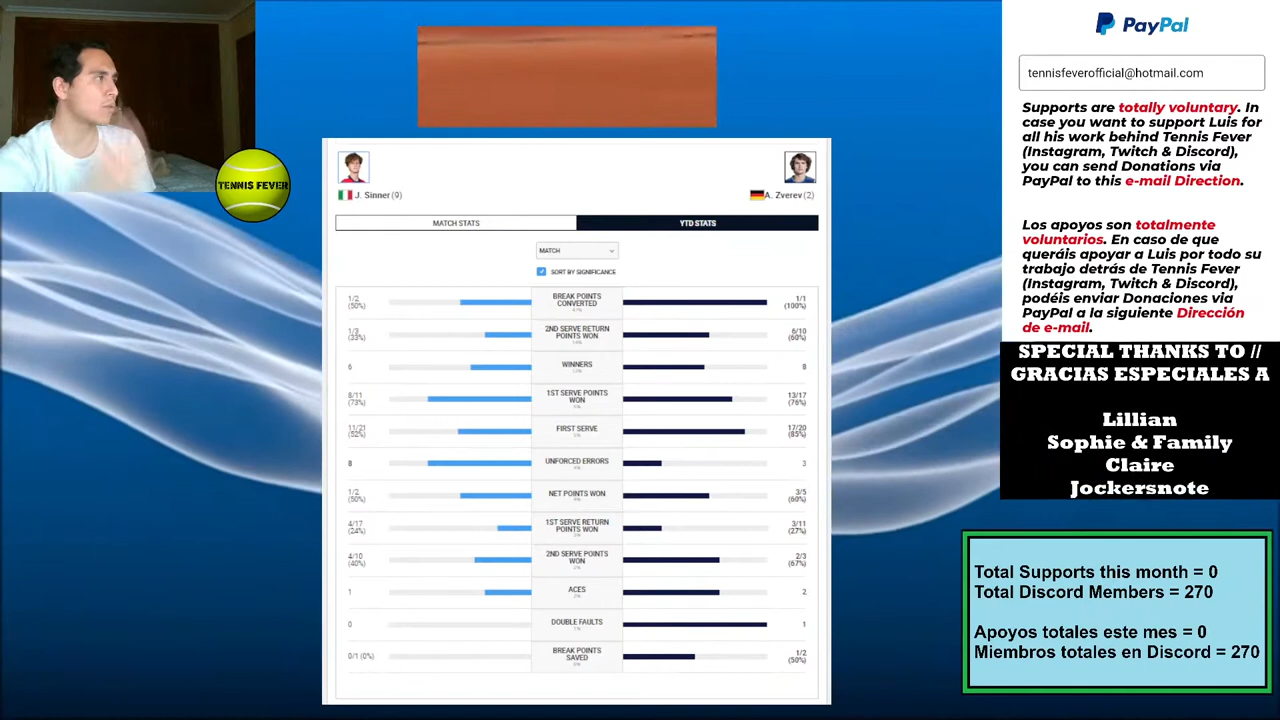 PayPal
tennisfeverofficial@hotmail.com
Supports are totally voluntary. In
case you want to support Luis for
all his work behind Tennis Fever
(Instagram, Twitch & Discord),
you can send Donations via
PayPal to this e-mail Direction.
Los apoyos son totalmente
voluntarios. En caso de que
queráis apoyar a Luis por todo su
trabajo detrás de Tennis Fever
(Instagram, Twitch & Discord),
podéis enviar Donaciones via
PayPal a la siguiente Dirección
de e-mail.
SPECIAL THANKS TO //
GRACIAS ESPECIALES A
Lillian
Sophie & Family
Claire
Jockersnote
Total Supports this month = 0
Total Discord Members = 270
Apoyos totales este mes = 0
Miembros totales en Discord = 270
TENNIS FEVER
J. Sinner (9)
A. Zverev (2)
MATCH STATS
YTD STATS
MATCH
SORT BY SIGNIFICANCE
1/2 (50%) BREAK POINTS CONVERTED 1/1 (100%)
1/3 (33%) 2ND SERVE RETURN POINTS WON 6/10 (60%)
6 WINNERS 8
8/11 (73%) 1ST SERVE POINTS WON 13/17 (76%)
11/21 (52%) FIRST SERVE 17/20 (85%)
8 UNFORCED ERRORS 3
1/2 (50%) NET POINTS WON 3/5 (60%)
4/17 (24%) 1ST SERVE RETURN POINTS WON 3/11 (27%)
4/10 (40%) 2ND SERVE POINTS WON 2/3 (67%)
1 ACES 2
0 DOUBLE FAULTS 1
0/1 (0%) BREAK POINTS SAVED 1/2 (50%)